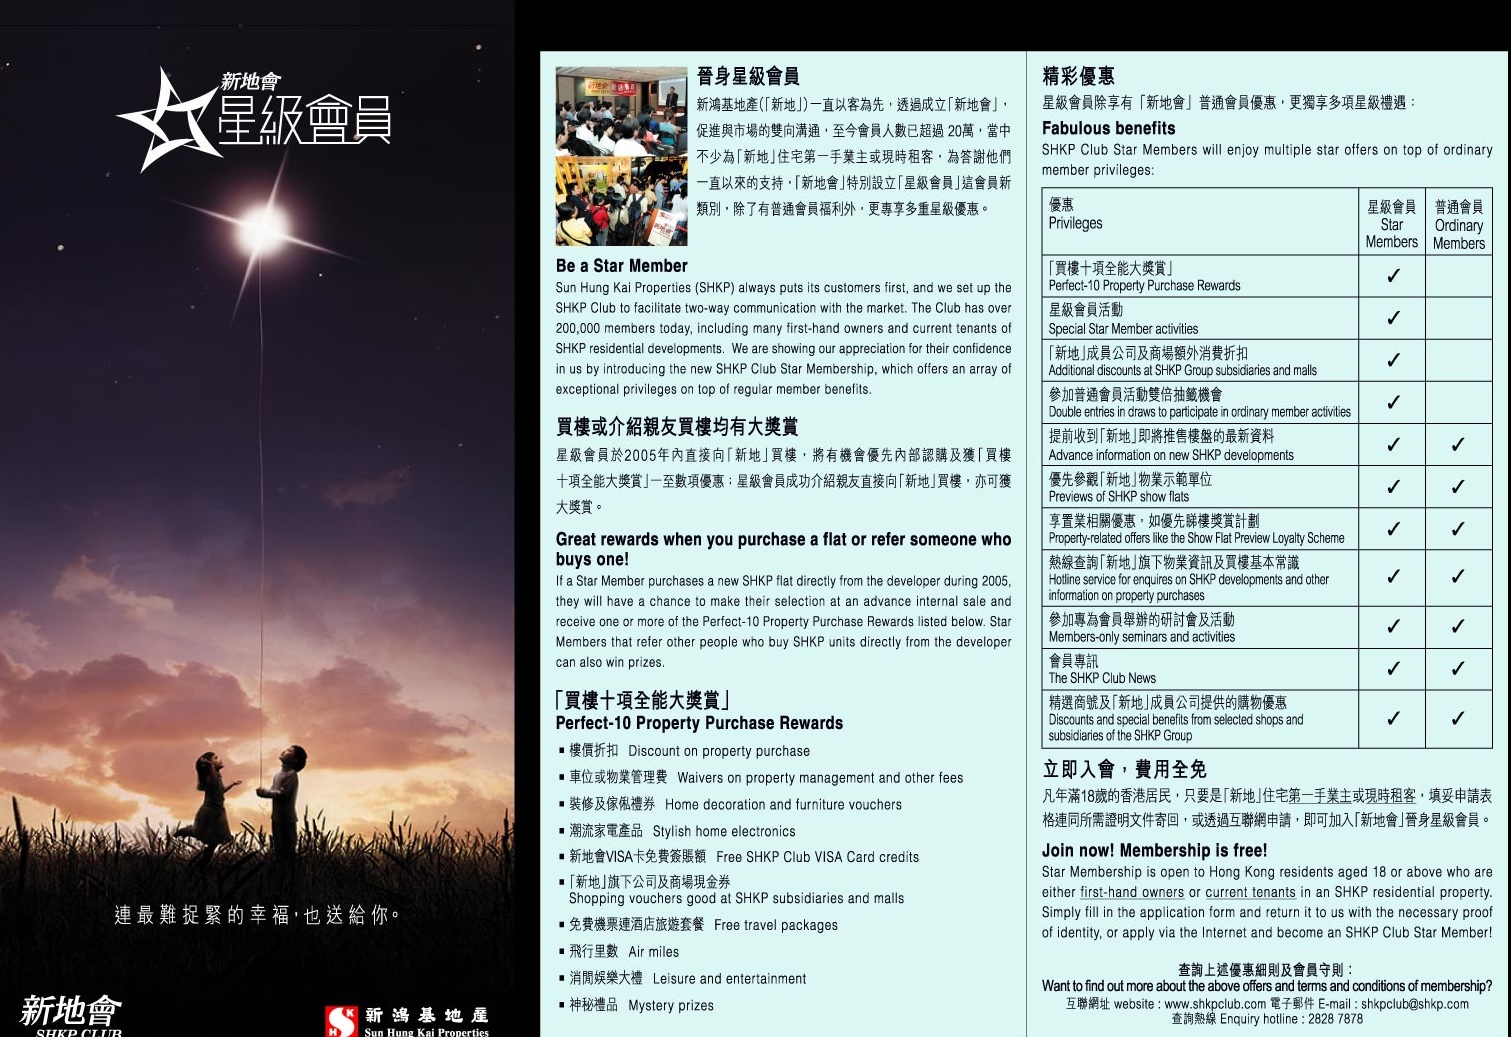 新地會
星級會員
連最難捉緊的幸福，也送給你。
新地會
SHKP CLUB
新鴻基地產
Sun Hung Kai Properties
晉身星級會員
新鴻基地產(「新地」)一直以客為先，透過成立「新地會」，
促進與市場的雙向溝通，至今會員人數已超過 20萬，當中
不少為「新地」住宅第一手業主或現時租客，為答謝他們
一直以來的支持，「新地會」特別設立「星級會員」這會員新
類別，除了有普通會員福利外，更專享多重星級優惠。
Be a Star Member
Sun Hung Kai Properties (SHKP) always puts its customers first, and we set up the
SHKP Club to facilitate two-way communication with the market. The Club has over
200,000 members today, including many first-hand owners and current tenants of
SHKP residential developments. We are showing our appreciation for their confidence
in us by introducing the new SHKP Club Star Membership, which offers an array of
exceptional privileges on top of regular member benefits.
買樓或介紹親友買樓均有大獎賞
星級會員於2005年內直接向「新地」買樓，將有機會優先內部認購及獲「買樓
十項全能大獎賞」一至數項優惠；星級會員成功介紹親友直接向「新地」買樓，亦可獲
大獎賞。
Great rewards when you purchase a flat or refer someone who
buys one!
If a Star Member purchases a new SHKP flat directly from the developer during 2005,
they will have a chance to make their selection at an advance internal sale and
receive one or more of the Perfect-10 Property Purchase Rewards listed below. Star
Members that refer other people who buy SHKP units directly from the developer
can also win prizes.
「買樓十項全能大獎賞」
Perfect-10 Property Purchase Rewards
▪ 樓價折扣 Discount on property purchase
▪ 車位或物業管理費 Waivers on property management and other fees
▪ 裝修及傢俬禮券 Home decoration and furniture vouchers
▪ 潮流家電產品 Stylish home electronics
▪ 新地會VISA卡免費簽賬額 Free SHKP Club VISA Card credits
▪ 「新地」旗下公司及商場現金券
Shopping vouchers good at SHKP subsidiaries and malls
▪ 免費機票連酒店旅遊套餐 Free travel packages
▪ 飛行里數 Air miles
▪ 消閒娛樂大禮 Leisure and entertainment
▪ 神秘禮品 Mystery prizes
精彩優惠
星級會員除享有「新地會」普通會員優惠，更獨享多項星級禮遇：
Fabulous benefits
SHKP Club Star Members will enjoy multiple star offers on top of ordinary
member privileges:
優惠 星級會員 普通會員
Privileges Star Ordinary
Members Members
「買樓十項全能大獎賞」
Perfect-10 Property Purchase Rewards ✓
星級會員活動
Special Star Member activities ✓
「新地」成員公司及商場額外消費折扣
Additional discounts at SHKP Group subsidiaries and malls ✓
參加普通會員活動雙倍抽籤機會
Double entries in draws to participate in ordinary member activities ✓
提前收到「新地」即將推售樓盤的最新資料
Advance information on new SHKP developments ✓ ✓
優先參觀「新地」物業示範單位
Previews of SHKP show flats ✓ ✓
享置業相關優惠，如優先睇樓獎賞計劃
Property-related offers like the Show Flat Preview Loyalty Scheme ✓ ✓
熱線查詢「新地」旗下物業資訊及買樓基本常識
Hotline service for enquires on SHKP developments and other ✓ ✓
information on property purchases
參加專為會員舉辦的研討會及活動
Members-only seminars and activities ✓ ✓
會員專訊
The SHKP Club News ✓ ✓
精選商號及「新地」成員公司提供的購物優惠
Discounts and special benefits from selected shops and ✓ ✓
subsidiaries of the SHKP Group
立即入會，費用全免
凡年滿18歲的香港居民，只要是「新地」住宅第一手業主或現時租客，填妥申請表
格連同所需證明文件寄回，或透過互聯網申請，即可加入「新地會」晉身星級會員。
Join now! Membership is free!
Star Membership is open to Hong Kong residents aged 18 or above who are
either first-hand owners or current tenants in an SHKP residential property.
Simply fill in the application form and return it to us with the necessary proof
of identity, or apply via the Internet and become an SHKP Club Star Member!
查詢上述優惠細則及會員守則：
Want to find out more about the above offers and terms and conditions of membership?
互聯網址 website : www.shkpclub.com 電子郵件 E-mail : shkpclub@shkp.com
查詢熱線 Enquiry hotline : 2828 7878